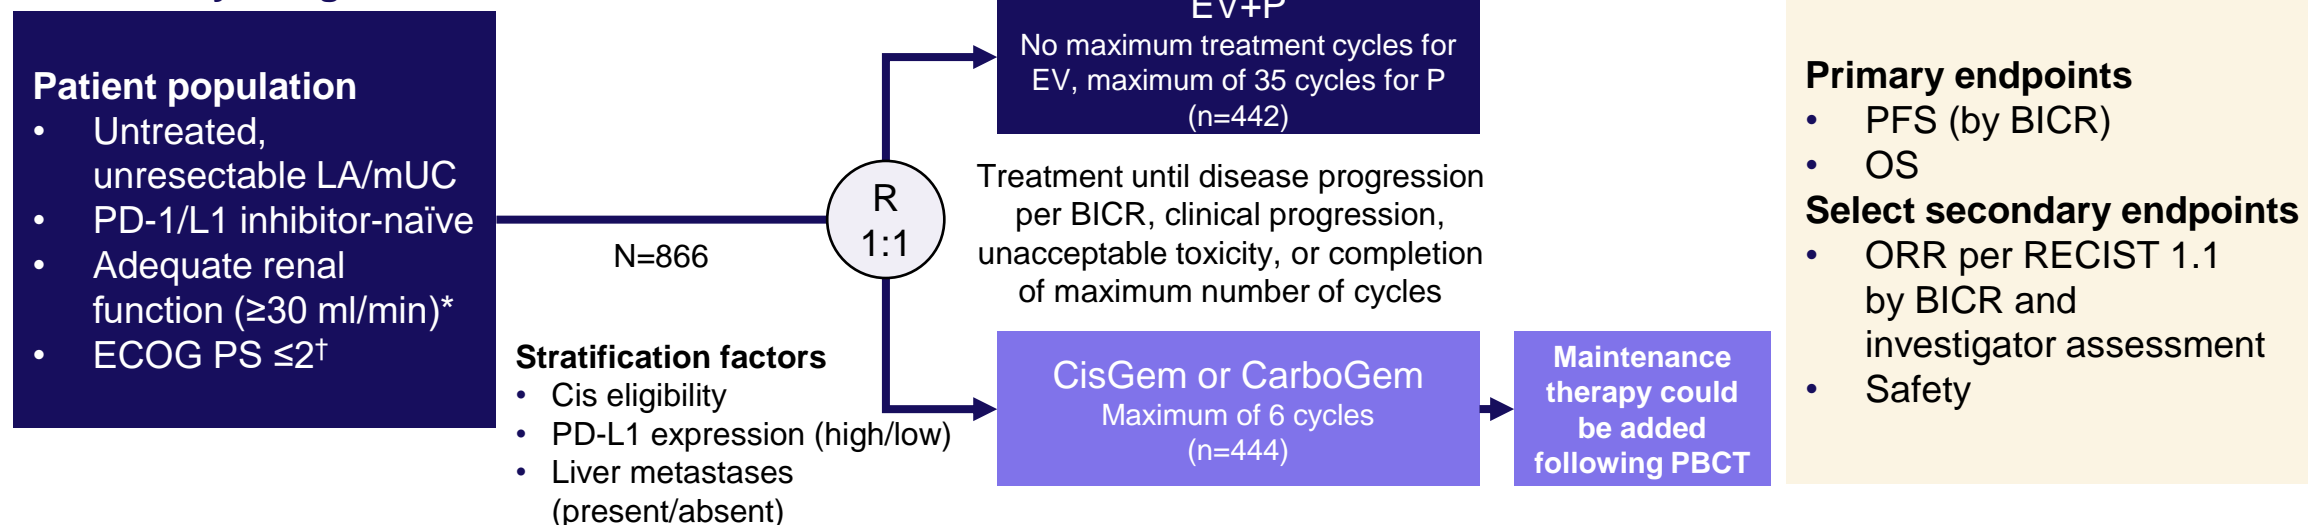 Patient population
• Untreated,
unresectable LA/mUC
• PD-1/L1 inhibitor-naïve
• Adequate renal
function (≥30 ml/min)*
• ECOG PS ≤2†
N=866
Stratification factors
• Cis eligibility
• PD-L1 expression (high/low)
• Liver metastases
(present/absent)
R
1:1
EV+P
No maximum treatment cycles for
EV, maximum of 35 cycles for P
(n=442)
Treatment until disease progression
per BICR, clinical progression,
unacceptable toxicity, or completion
of maximum number of cycles
CisGem or CarboGem
Maximum of 6 cycles
(n=444)
Maintenance
therapy could
be added
following PBCT
Primary endpoints
• PFS (by BICR)
• OS
Select secondary endpoints
• ORR per RECIST 1.1
by BICR and
investigator assessment
• Safety